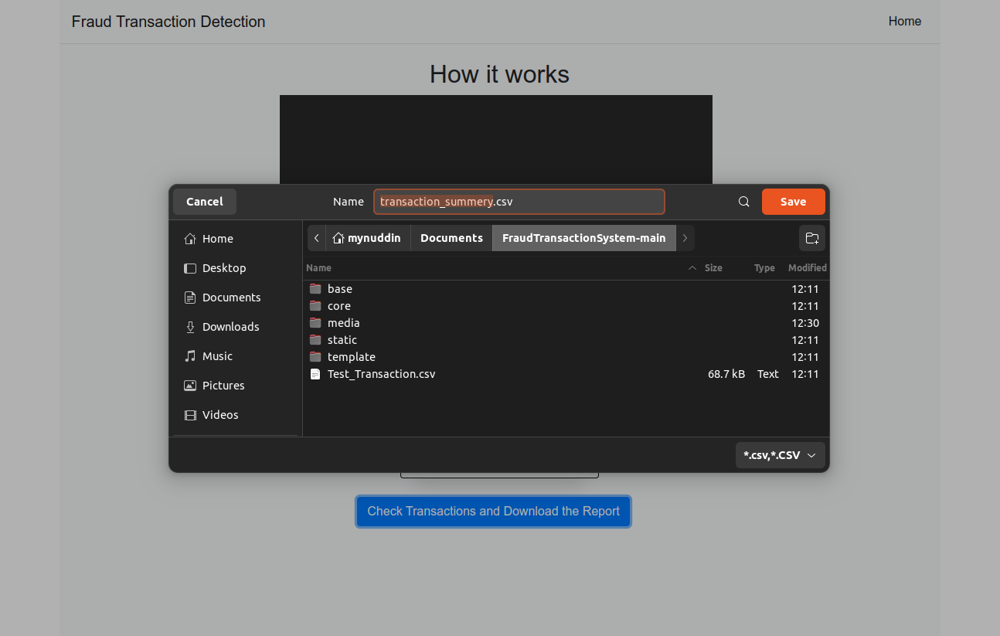 Fraud Transaction Detection Home
How it works
Cancel Name transaction_summery.csv Save
Home
Desktop
Documents
Downloads
Music
Pictures
Videos
mynuddin Documents FraudTransactionSystem-main
Name Size Type Modified
base 12:11
core 12:11
media 12:30
static 12:11
template 12:11
Test_Transaction.csv 68.7 kB Text 12:11
*.csv,*.CSV
Check Transactions and Download the Report